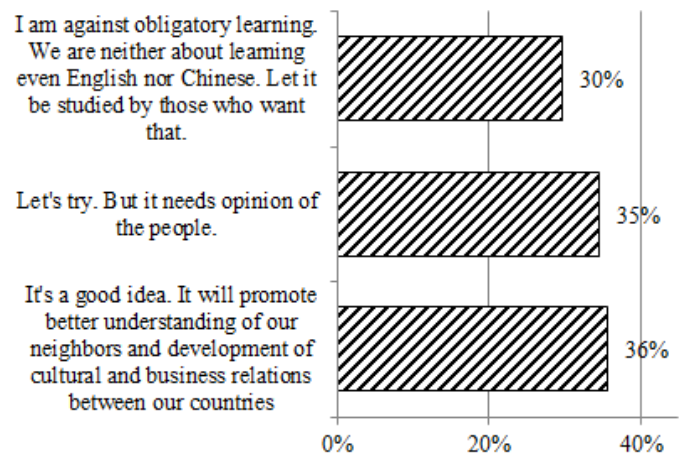 I am against obligatory learning.
We are neither about learning
even English nor Chinese. Let it
be studied by those who want
that.
30%
Let's try. But it needs opinion of
the people.
35%
It's a good idea. It will promote
better understanding of our
neighbors and development of
cultural and business relations
between our countries
36%
0% 20% 40%